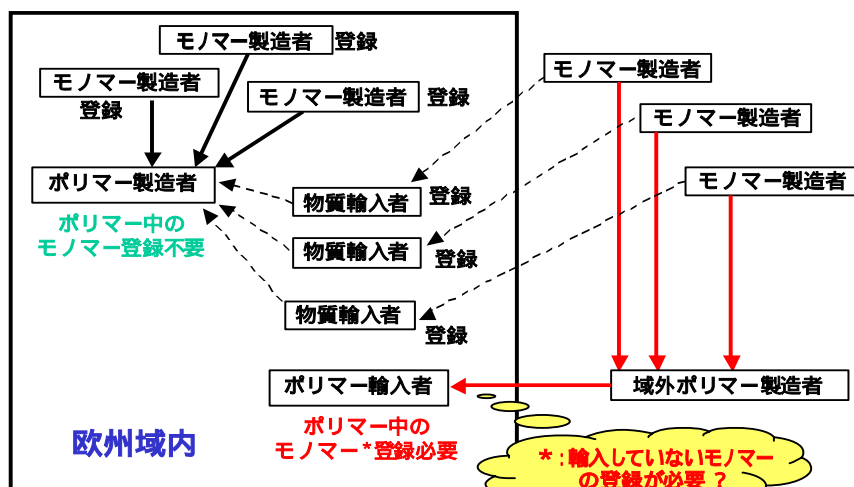 モノマー製造者 登録
モノマー製造者
登録
モノマー製造者 登録
モノマー製造者
モノマー製造者
モノマー製造者
ポリマー製造者
ポリマー中の
モノマー登録不要
物質輸入者 登録
物質輸入者
登録
物質輸入者
登録
ポリマー輸入者
域外ポリマー製造者
ポリマー中の
モノマー*登録必要
欧州域内
*:輸入していないモノマー
の登録が必要?